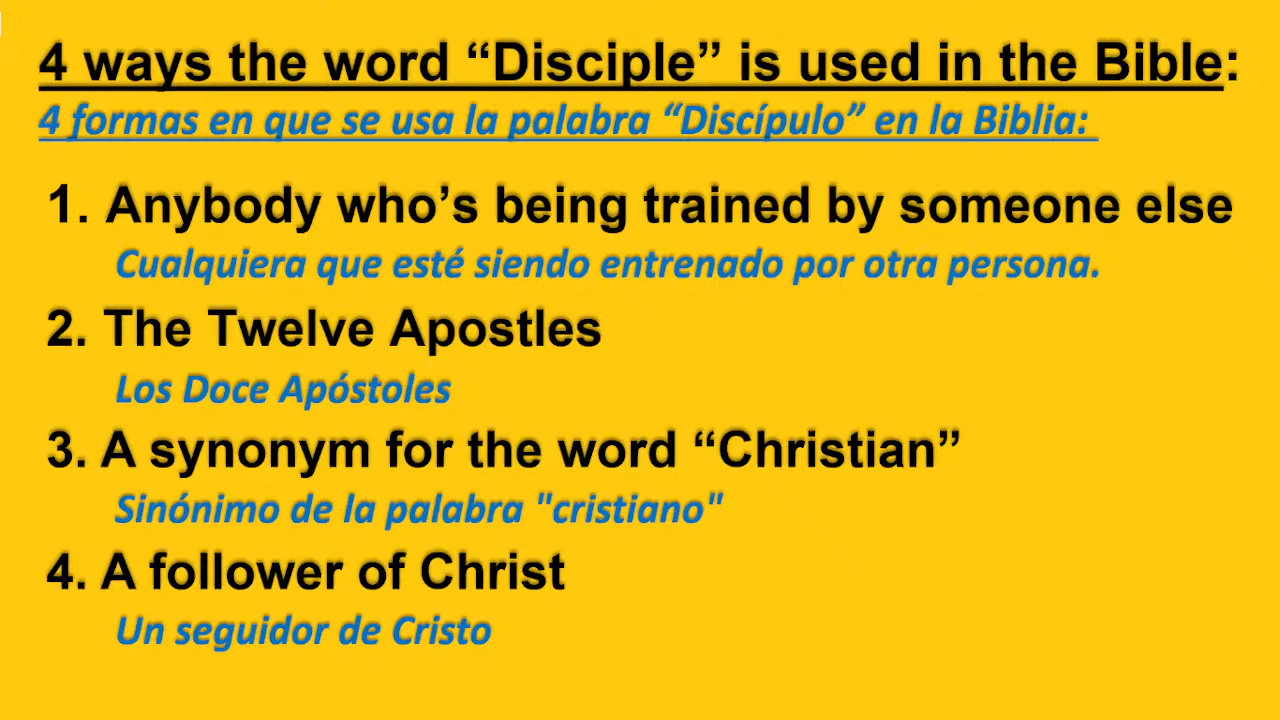 4 ways the word “Disciple” is used in the Bible:
4 formas en que se usa la palabra “Discípulo” en la Biblia:
1. Anybody who’s being trained by someone else
Cualquiera que esté siendo entrenado por otra persona.
2. The Twelve Apostles
Los Doce Apóstoles
3. A synonym for the word “Christian”
Sinónimo de la palabra "cristiano"
4. A follower of Christ
Un seguidor de Cristo